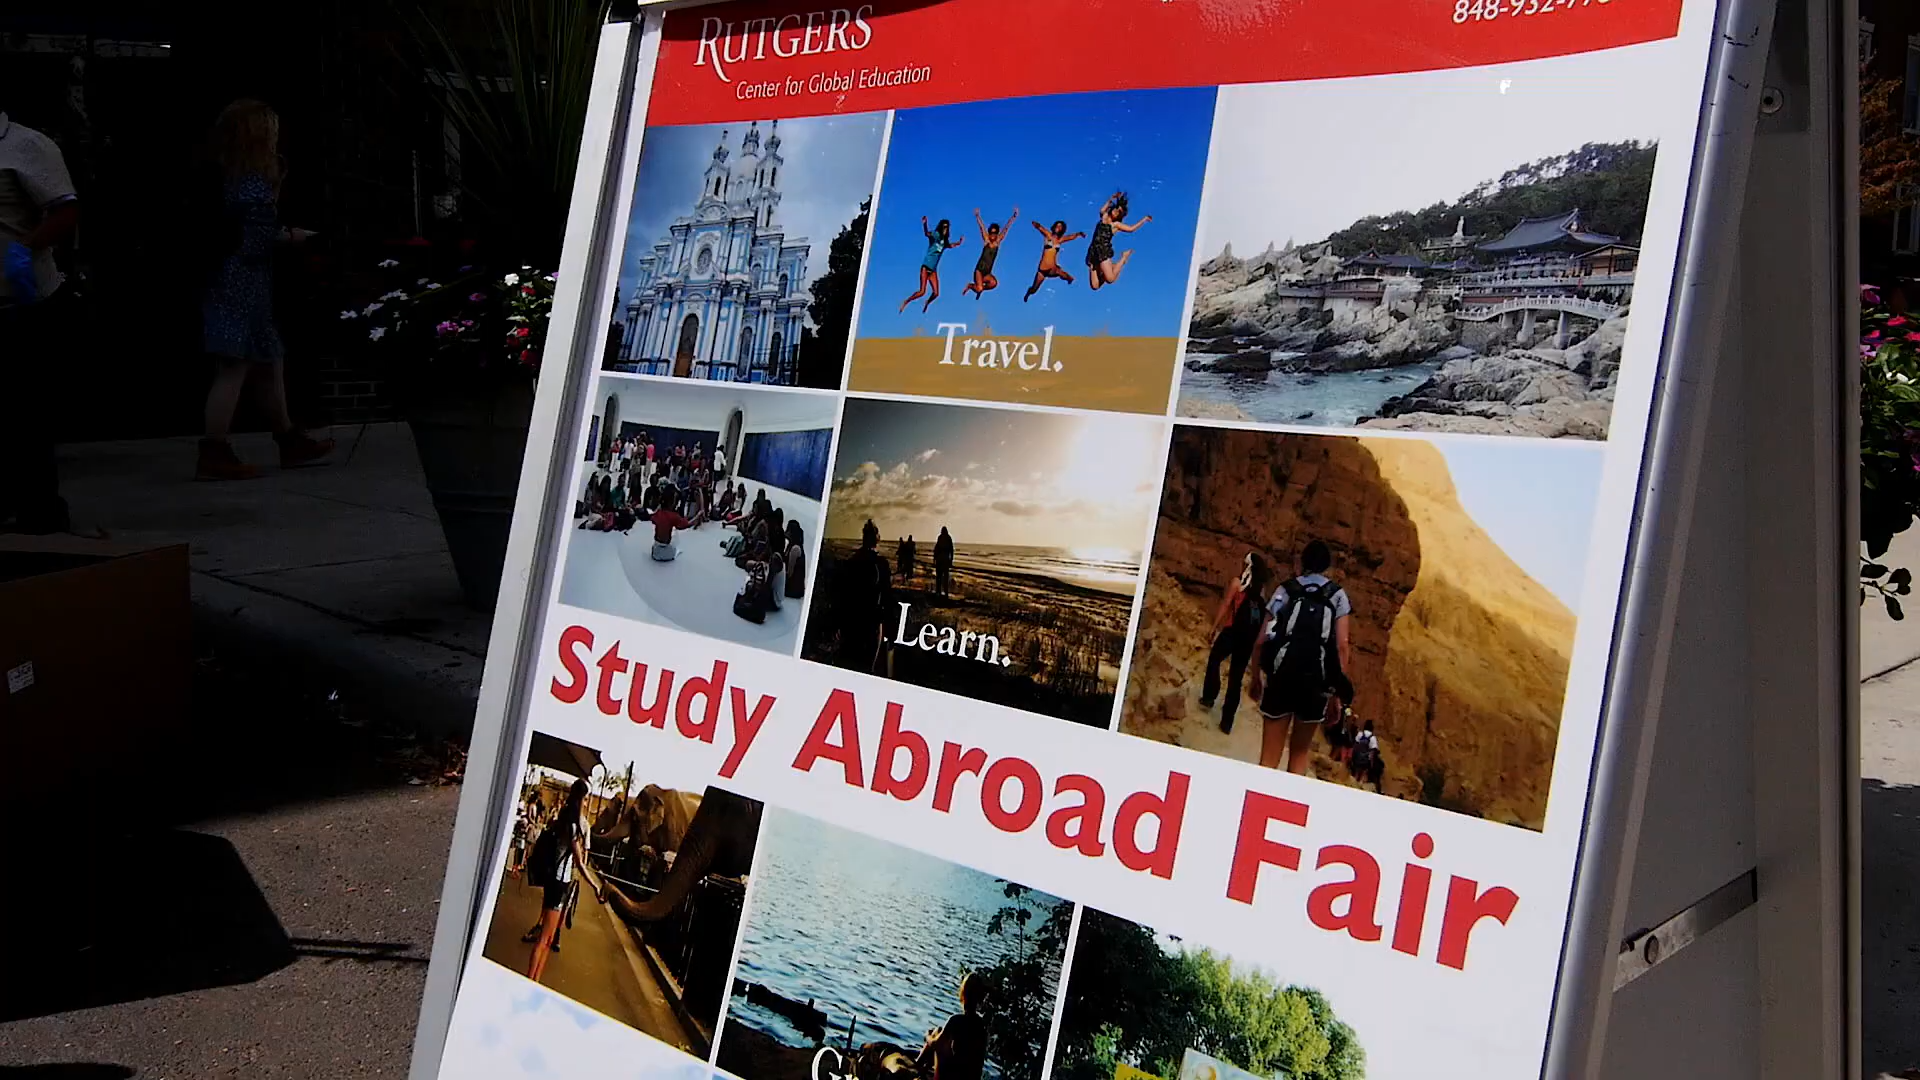 RUTGERS
Center for Global Education
Travel.
Learn.
Study Abroad Fair